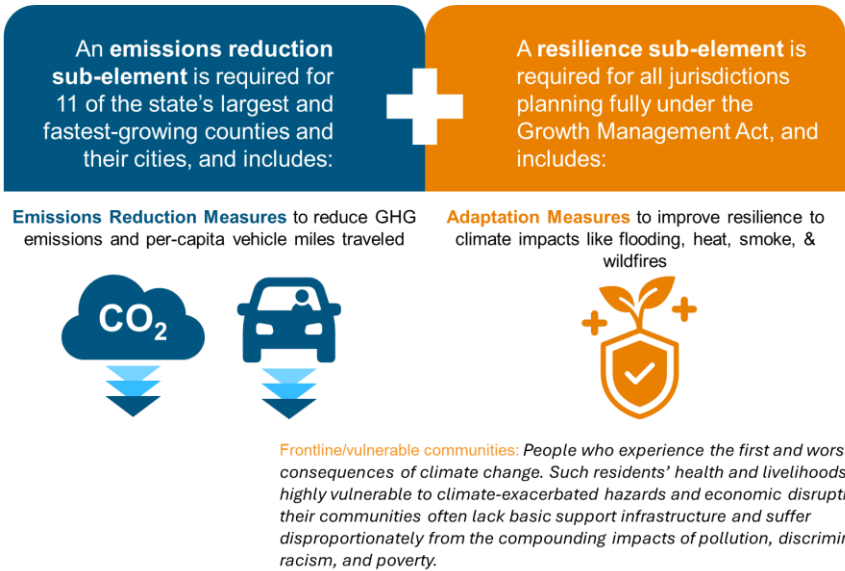 An emissions reduction
sub-element is required for
11 of the state's largest and
fastest-growing counties and
their cities, and includes:
A resilience sub-element is
required for all jurisdictions
planning fully under the
Growth Management Act, and
includes:
Emissions Reduction Measures to reduce GHG
emissions and per-capita vehicle miles traveled
Adaptation Measures to improve resilience to
climate impacts like flooding, heat, smoke, &
wildfires
CO₂
Frontline/vulnerable communities: People who experience the first and wors
consequences of climate change. Such residents' health and livelihoods
highly vulnerable to climate-exacerbated hazards and economic disrupti
their communities often lack basic support infrastructure and suffer
disproportionately from the compounding impacts of pollution, discrimin
racism, and poverty.